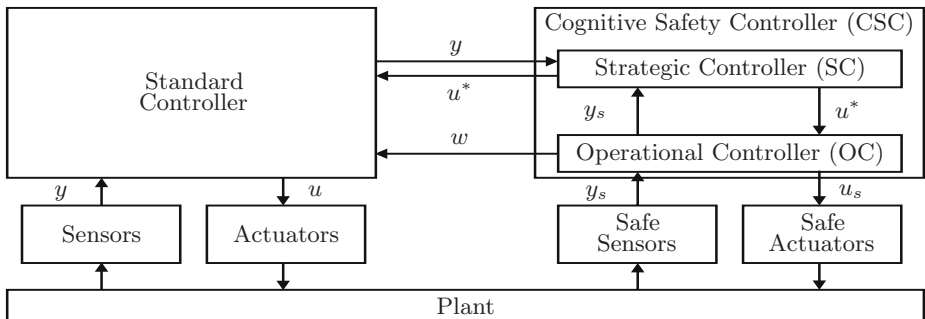 Cognitive Safety Controller (CSC)
y
Strategic Controller (SC)
Standard
Controller
u*
y_s
u*
w
Operational Controller (OC)
y
u
y_s
u_s
Sensors
Actuators
Safe
Sensors
Safe
Actuators
Plant